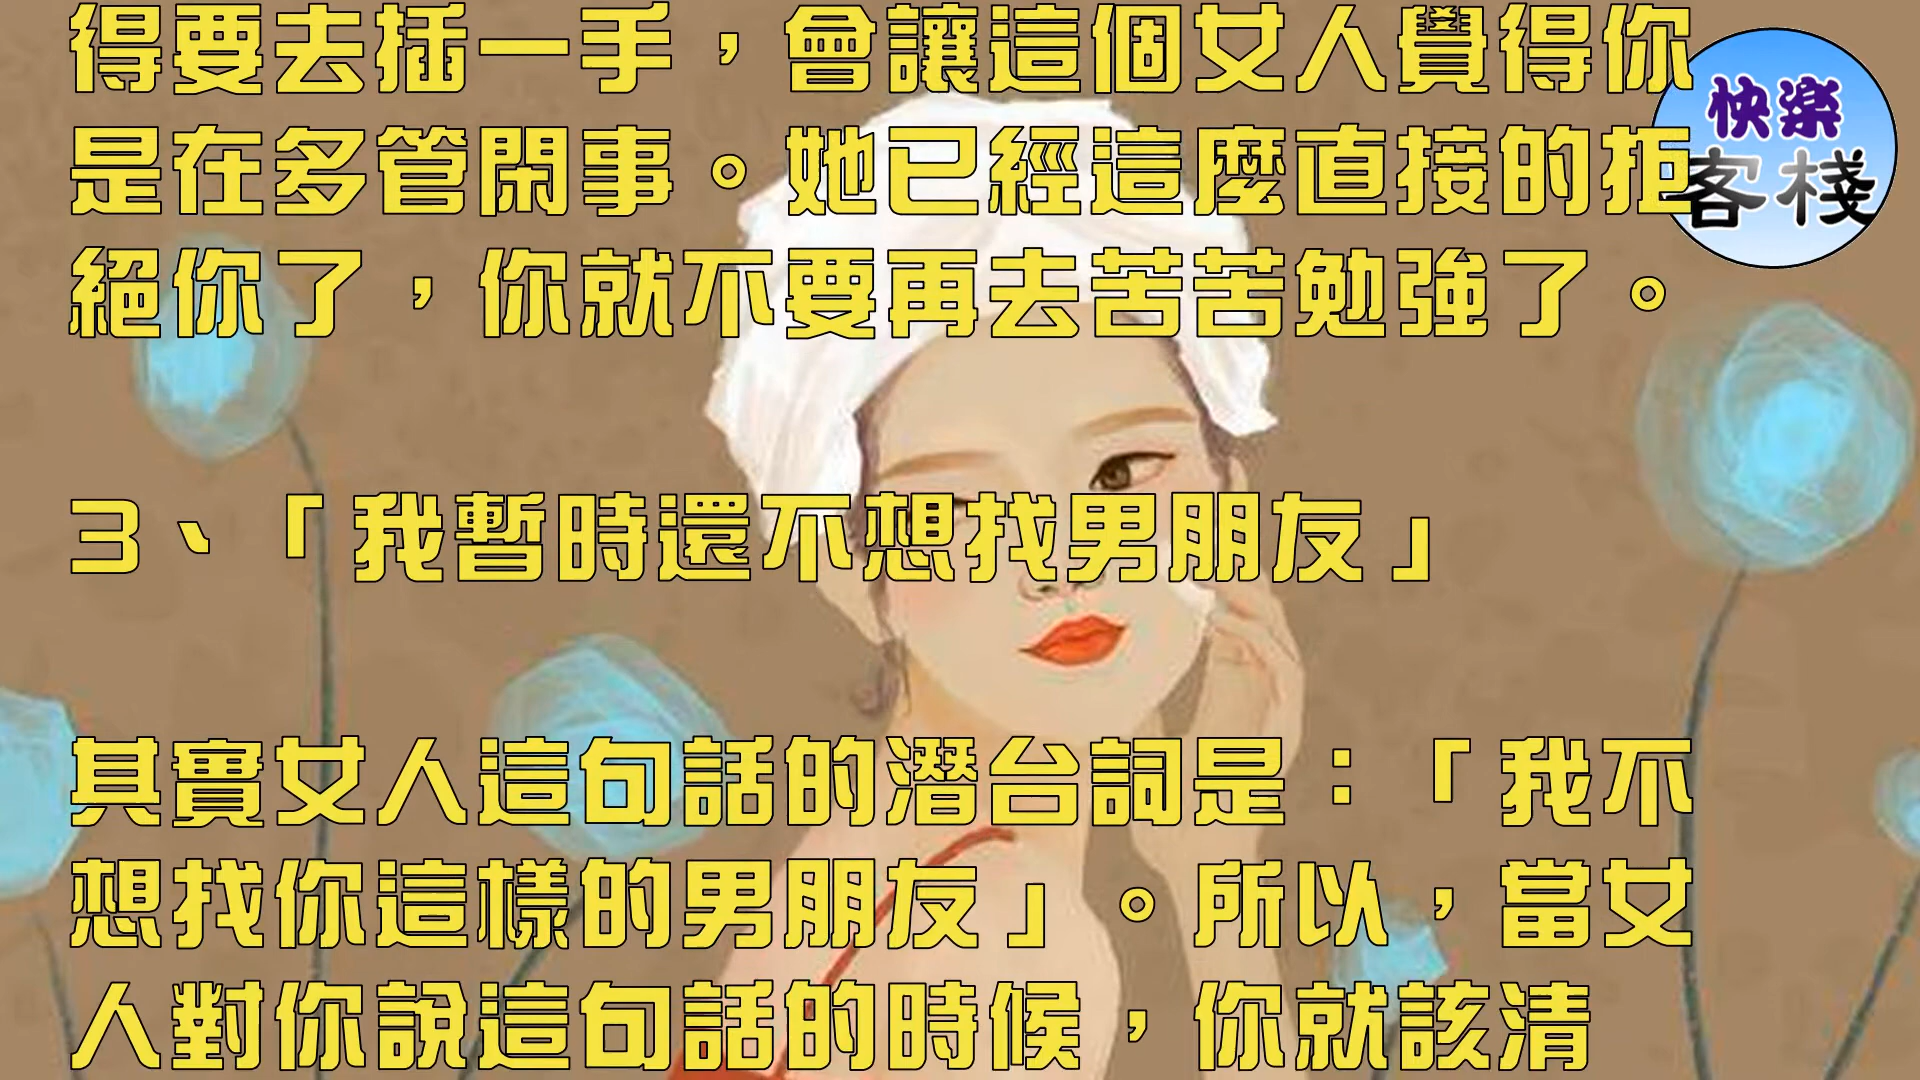 得要去插一手，會讓這個女人覺得你
是在多管閑事。她已經這麼直接的拒
絕你了，你就不要再去苦苦勉強了。
3、「我暫時還不想找男朋友」
其實女人這句話的潛台詞是：「我不
想找你這樣的男朋友」。所以，當女
人對你說這句話的時候，你就該清
快樂
客棧